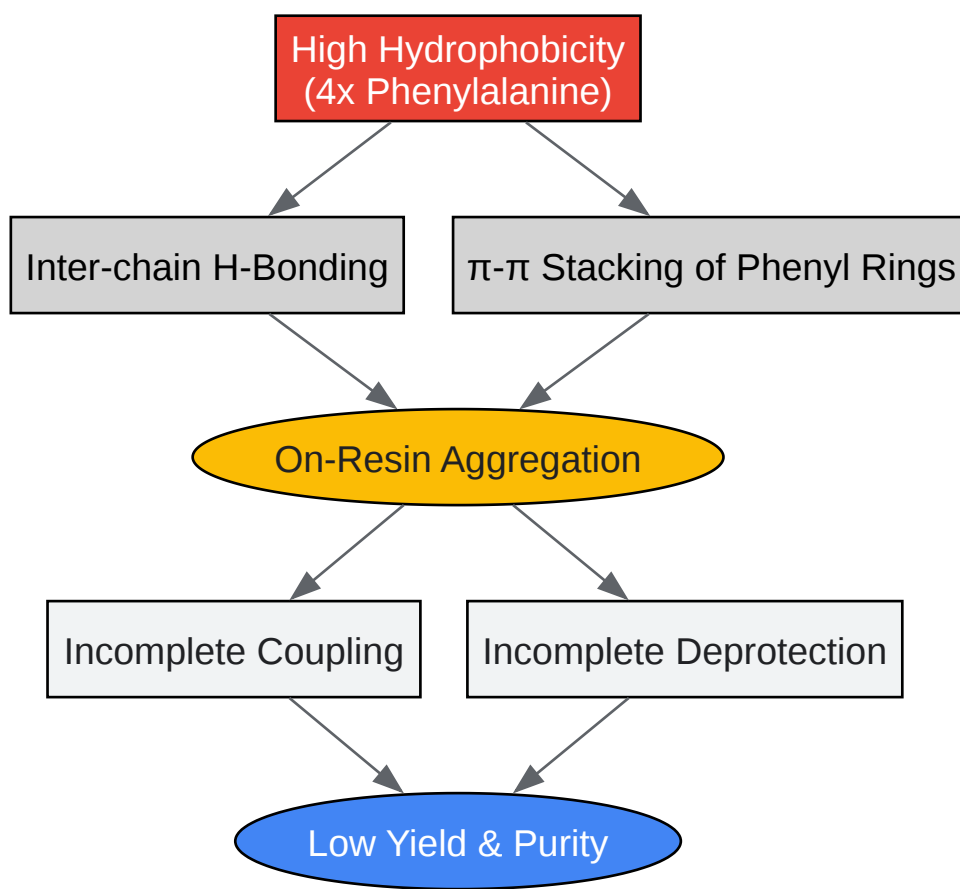 High Hydrophobicity
(4x Phenylalanine)
Inter-chain H-Bonding
π-π Stacking of Phenyl Rings
On-Resin Aggregation
Incomplete Coupling
Incomplete Deprotection
Low Yield & Purity